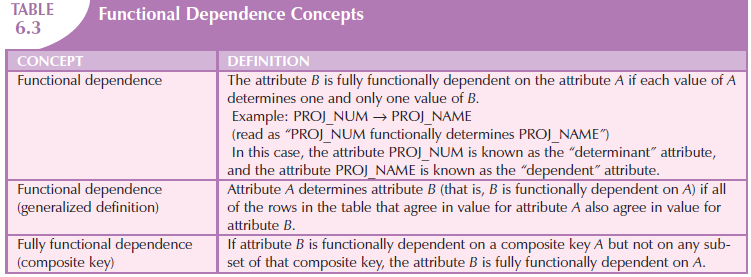 TABLE
6.3
Functional Dependence Concepts
CONCEPT
DEFINITION
Functional dependence
The attribute B is fully functionally dependent on the attribute A if each value of A
determines one and only one value of B.
Example: PROJ_NUM → PROJ_NAME
(read as “PROJ_NUM functionally determines PROJ_NAME”)
In this case, the attribute PROJ_NUM is known as the “determinant” attribute,
and the attribute PROJ_NAME is known as the “dependent” attribute.
Functional dependence
(generalized definition)
Attribute A determines attribute B (that is, B is functionally dependent on A) if all
of the rows in the table that agree in value for attribute A also agree in value for
attribute B.
Fully functional dependence
(composite key)
If attribute B is functionally dependent on a composite key A but not on any sub-
set of that composite key, the attribute B is fully functionally dependent on A.